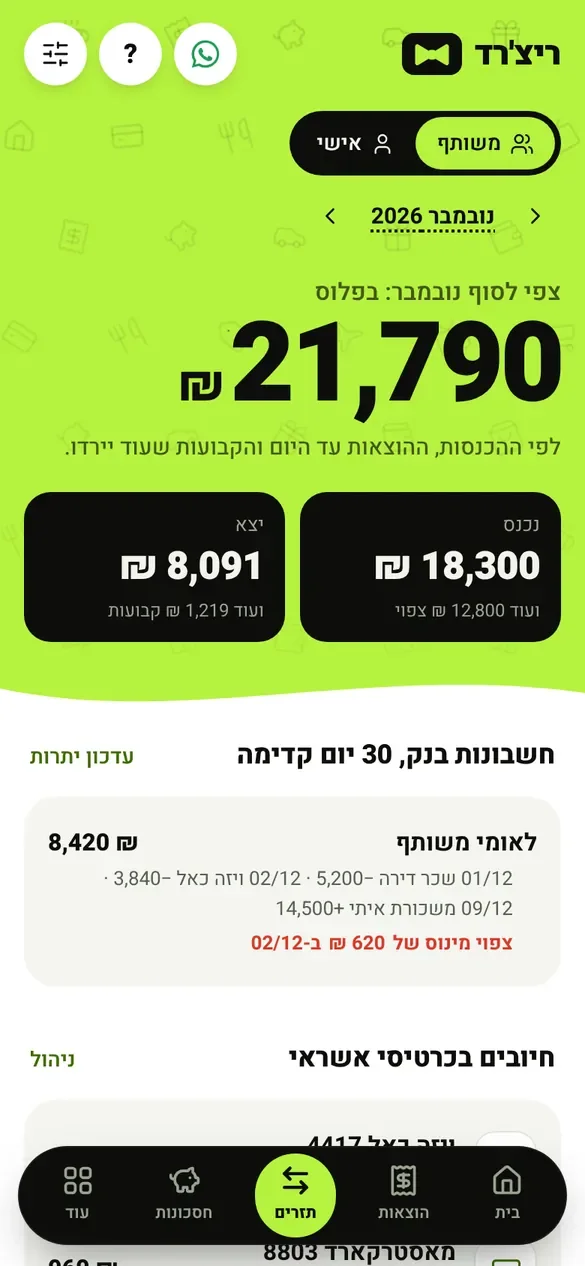 ריצ'רד
?
משותף
אישי
נובמבר 2026
צפי לסוף נובמבר: בפלוס
21,790 ₪
לפי ההכנסות, ההוצאות עד היום והקבועות שעוד יירדו.
נכנס
18,300 ₪
ועוד 12,800 ₪ צפוי
יצא
8,091 ₪
ועוד 1,219 ₪ קבועות
חשבונות בנק, 30 יום קדימה
עדכון יתרות
לאומי משותף
8,420 ₪
01/12 שכר דירה −5,200 · 02/12 ויזה כאל −3,840 ·
09/12 משכורת איתי +14,500
צפוי מינוס של 620 ₪ ב-02/12
חיובים בכרטיסי אשראי
ניהול
ויזה כאל 4417
בית
הוצאות
תזרים
חסכונות
עוד
מאסטרקארד 8803